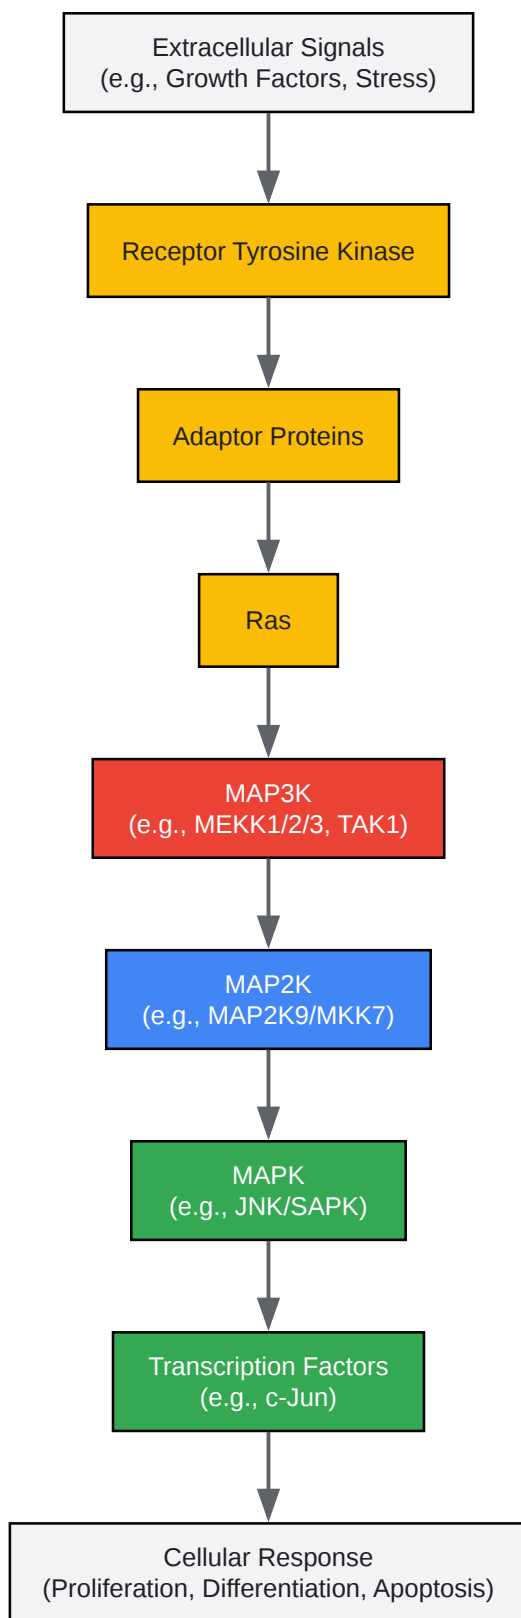 Extracellular Signals
(e.g., Growth Factors, Stress)
Receptor Tyrosine Kinase
Adaptor Proteins
Ras
MAP3K
(e.g., MEKK1/2/3, TAK1)
MAP2K
(e.g., MAP2K9/MKK7)
MAPK
(e.g., JNK/SAPK)
Transcription Factors
(e.g., c-Jun)
Cellular Response
(Proliferation, Differentiation, Apoptosis)